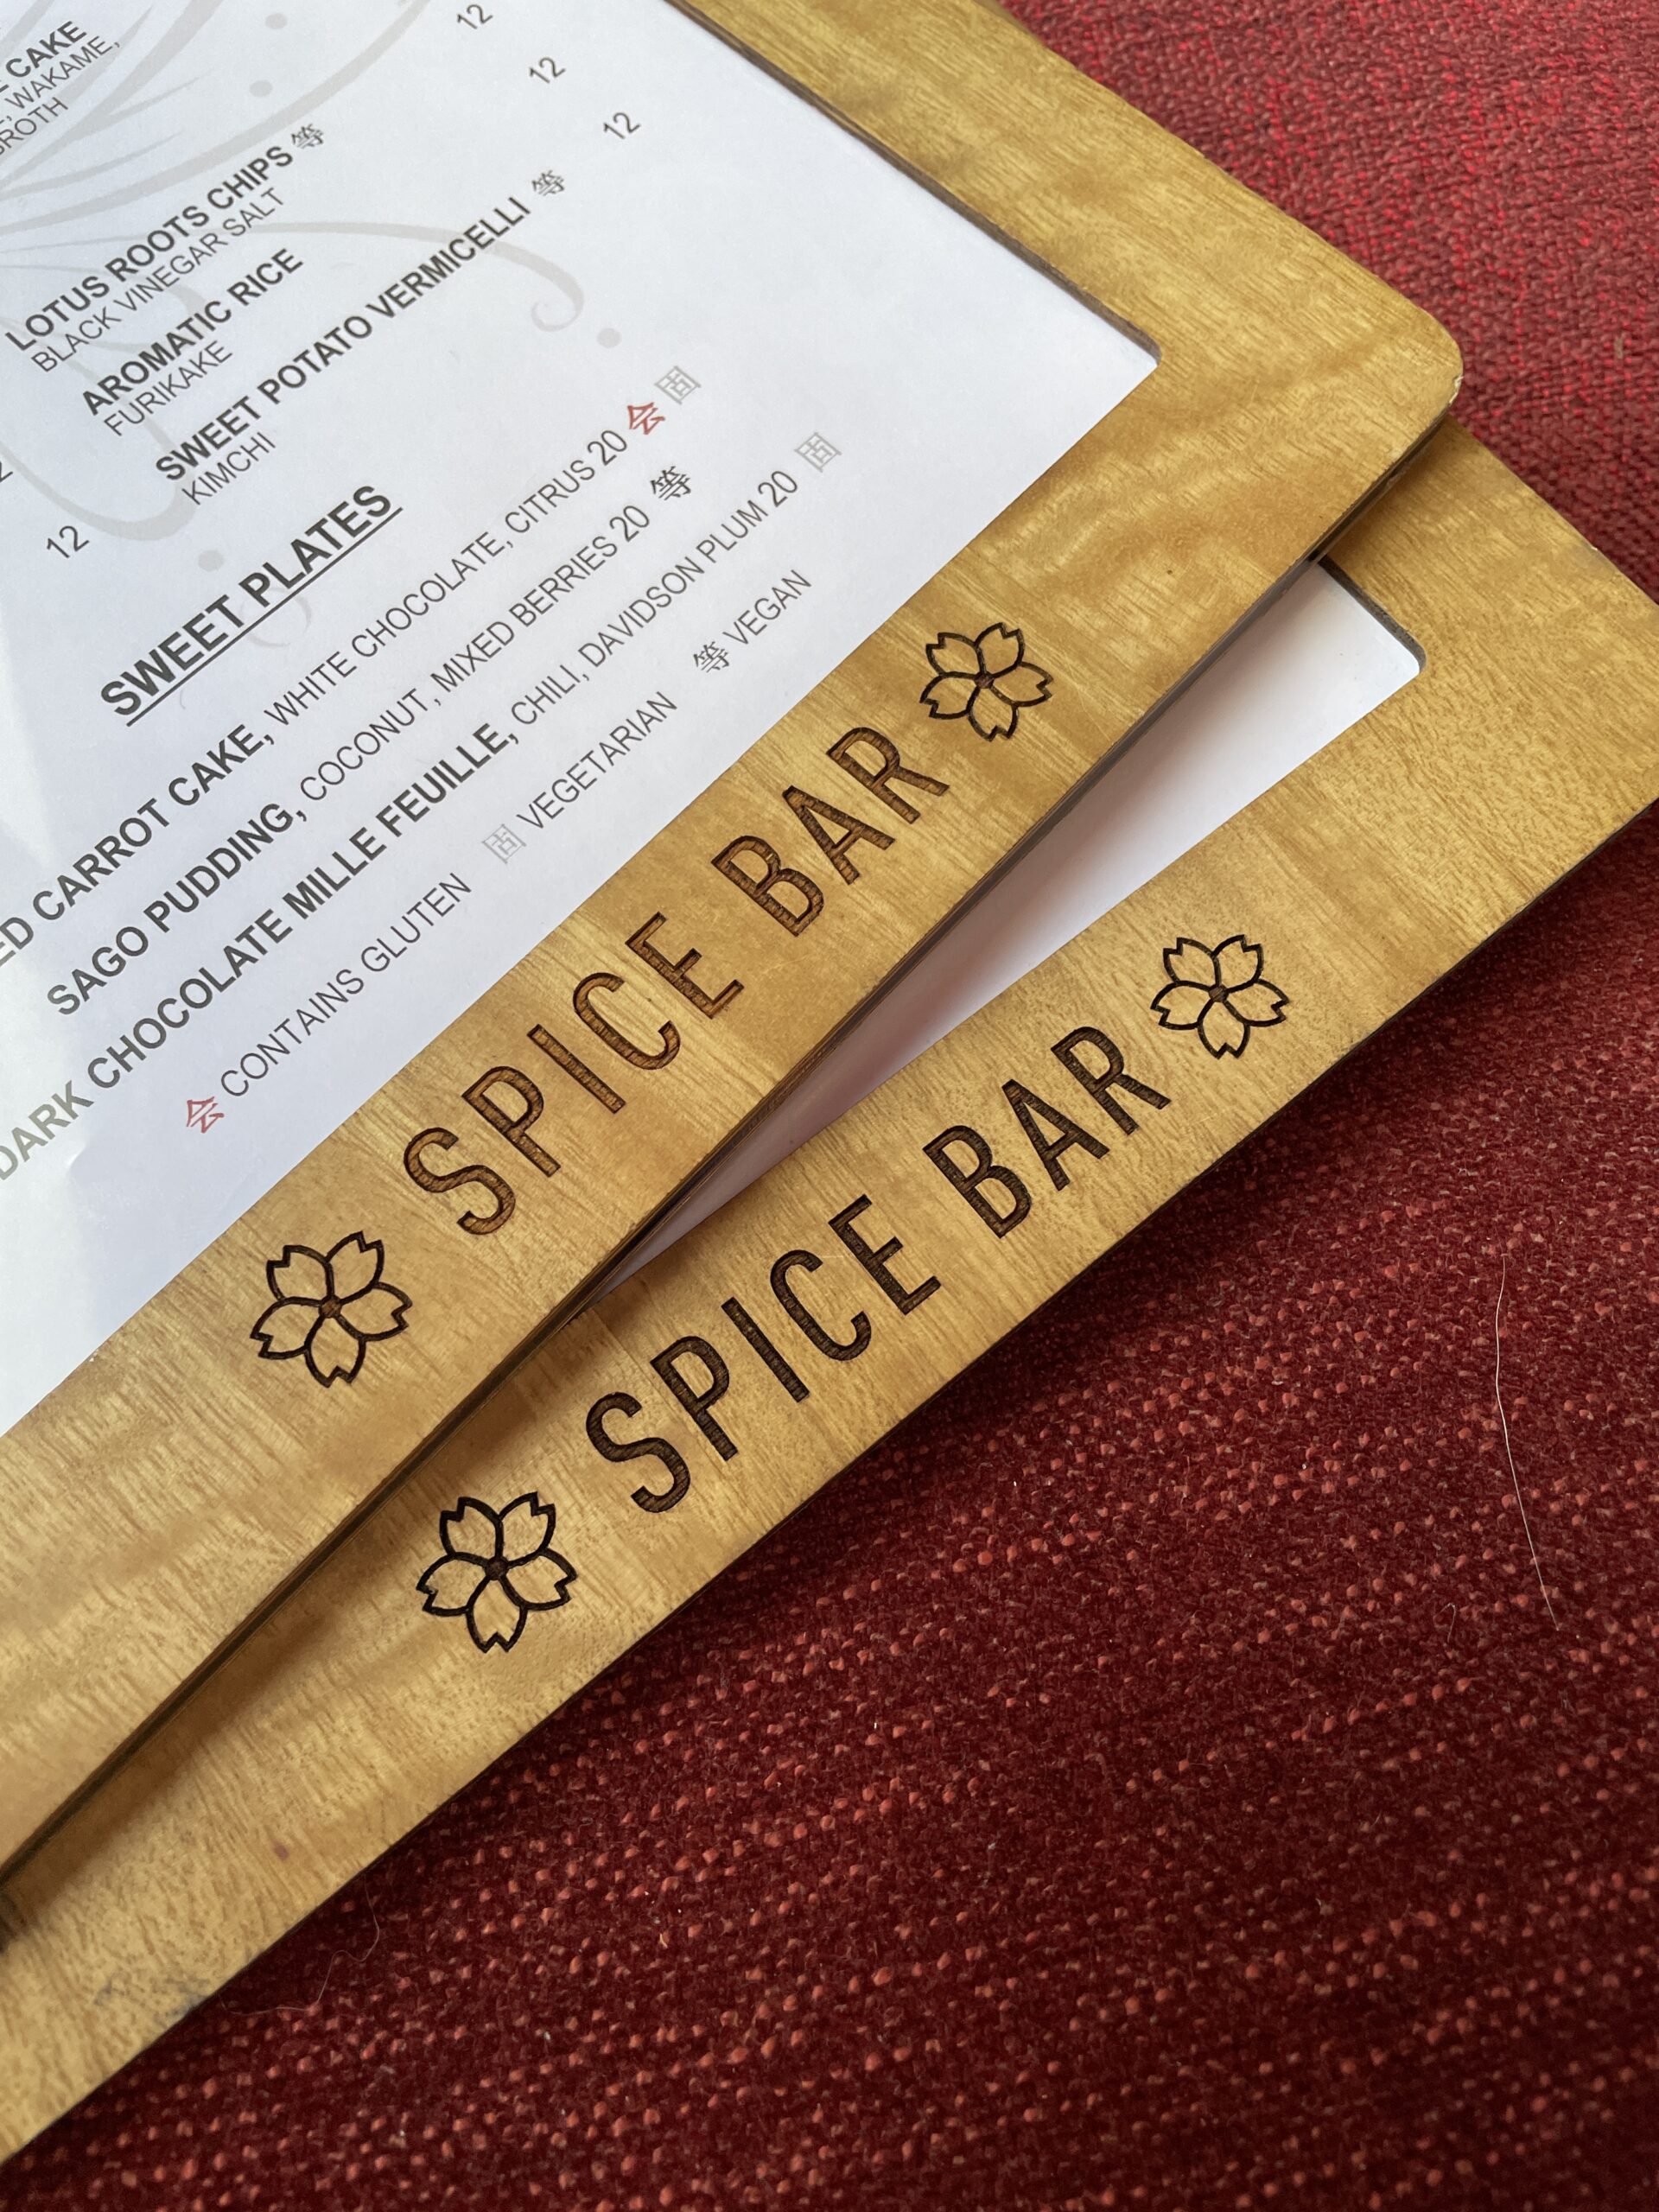 CAKE
WAKAME,
BROTH
12
12
12
LOTUS ROOTS CHIPS 等
BLACK VINEGAR SALT
AROMATIC RICE
FURIKAKE
SWEET POTATO VERMICELLI 等
KIMCHI
12
SWEET PLATES
CARROT CAKE, WHITE CHOCOLATE, CITRUS 20 会 固
SAGO PUDDING, COCONUT, MIXED BERRIES 20 等
DARK CHOCOLATE MILLE FEUILLE, CHILI, DAVIDSON PLUM 20 固
会 CONTAINS GLUTEN 固 VEGETARIAN 等 VEGAN
SPICE BAR
SPICE BAR